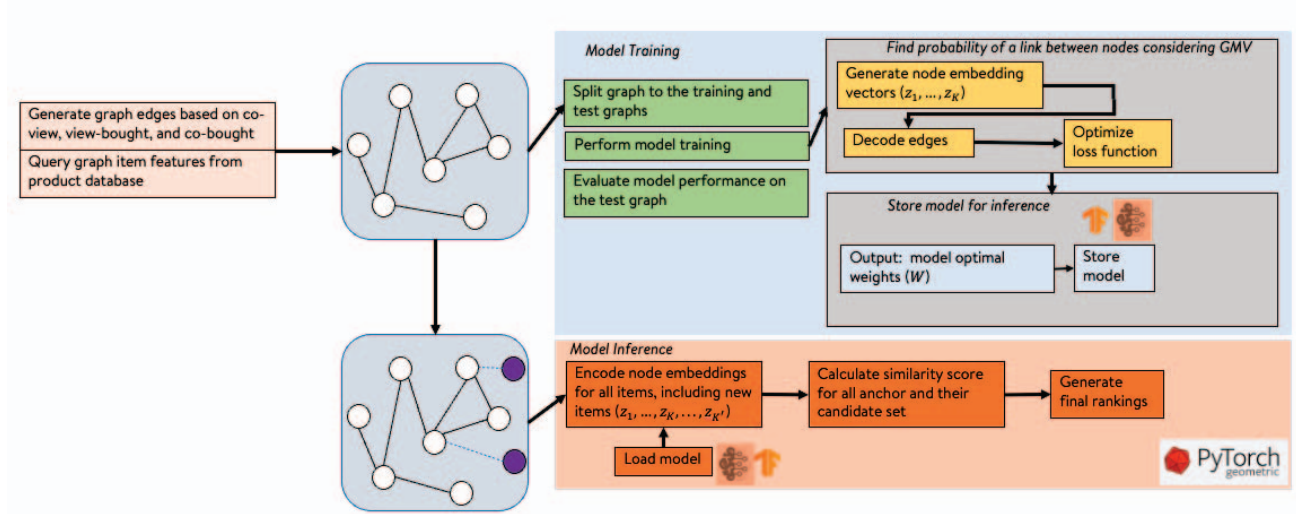 Generate graph edges based on co-
view, view-bought, and co-bought
Query graph item features from
product database
Model Training
Split graph to the training and
test graphs
Perform model training
Evaluate model performance on
the test graph
Find probability of a link between nodes considering GMV
Generate node embedding
vectors (z₁, ..., z_K)
Decode edges
Optimize
loss function
Store model for inference
Output: model optimal
weights (W)
Store
model
Model Inference
Encode node embeddings
for all items, including new
items (z₁, ..., z_K, ..., z_K′)
Load model
Calculate similarity score
for all anchor and their
candidate set
Generate
final rankings
PyTorch
geometric